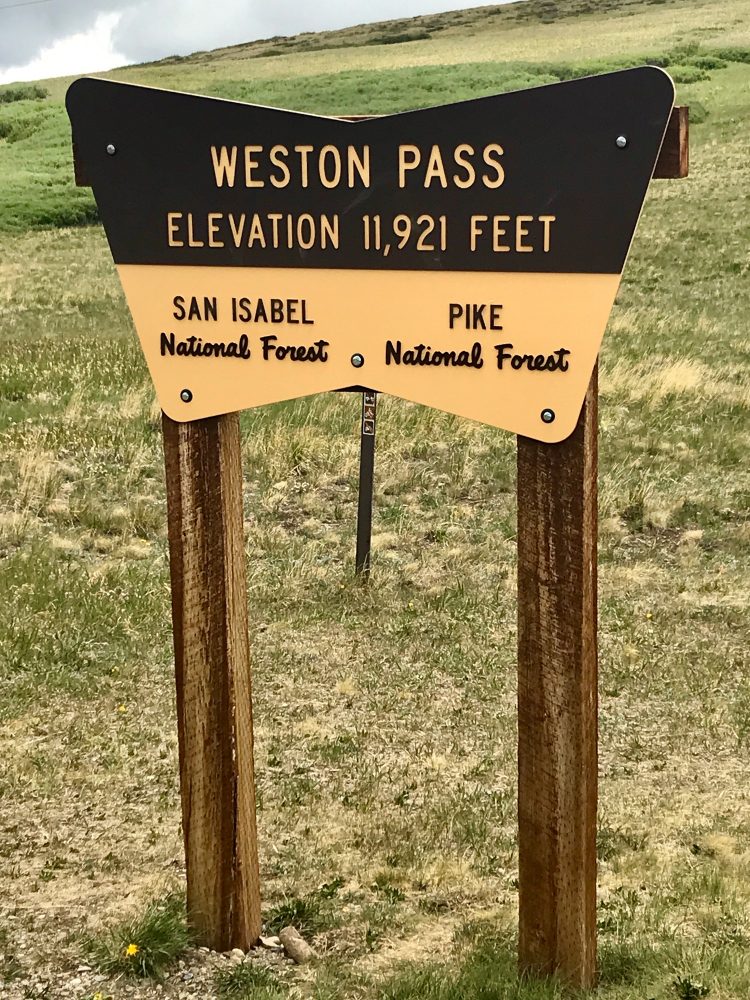 WESTON PASS
ELEVATION 11,921 FEET
SAN ISABEL
National Forest
PIKE
National Forest